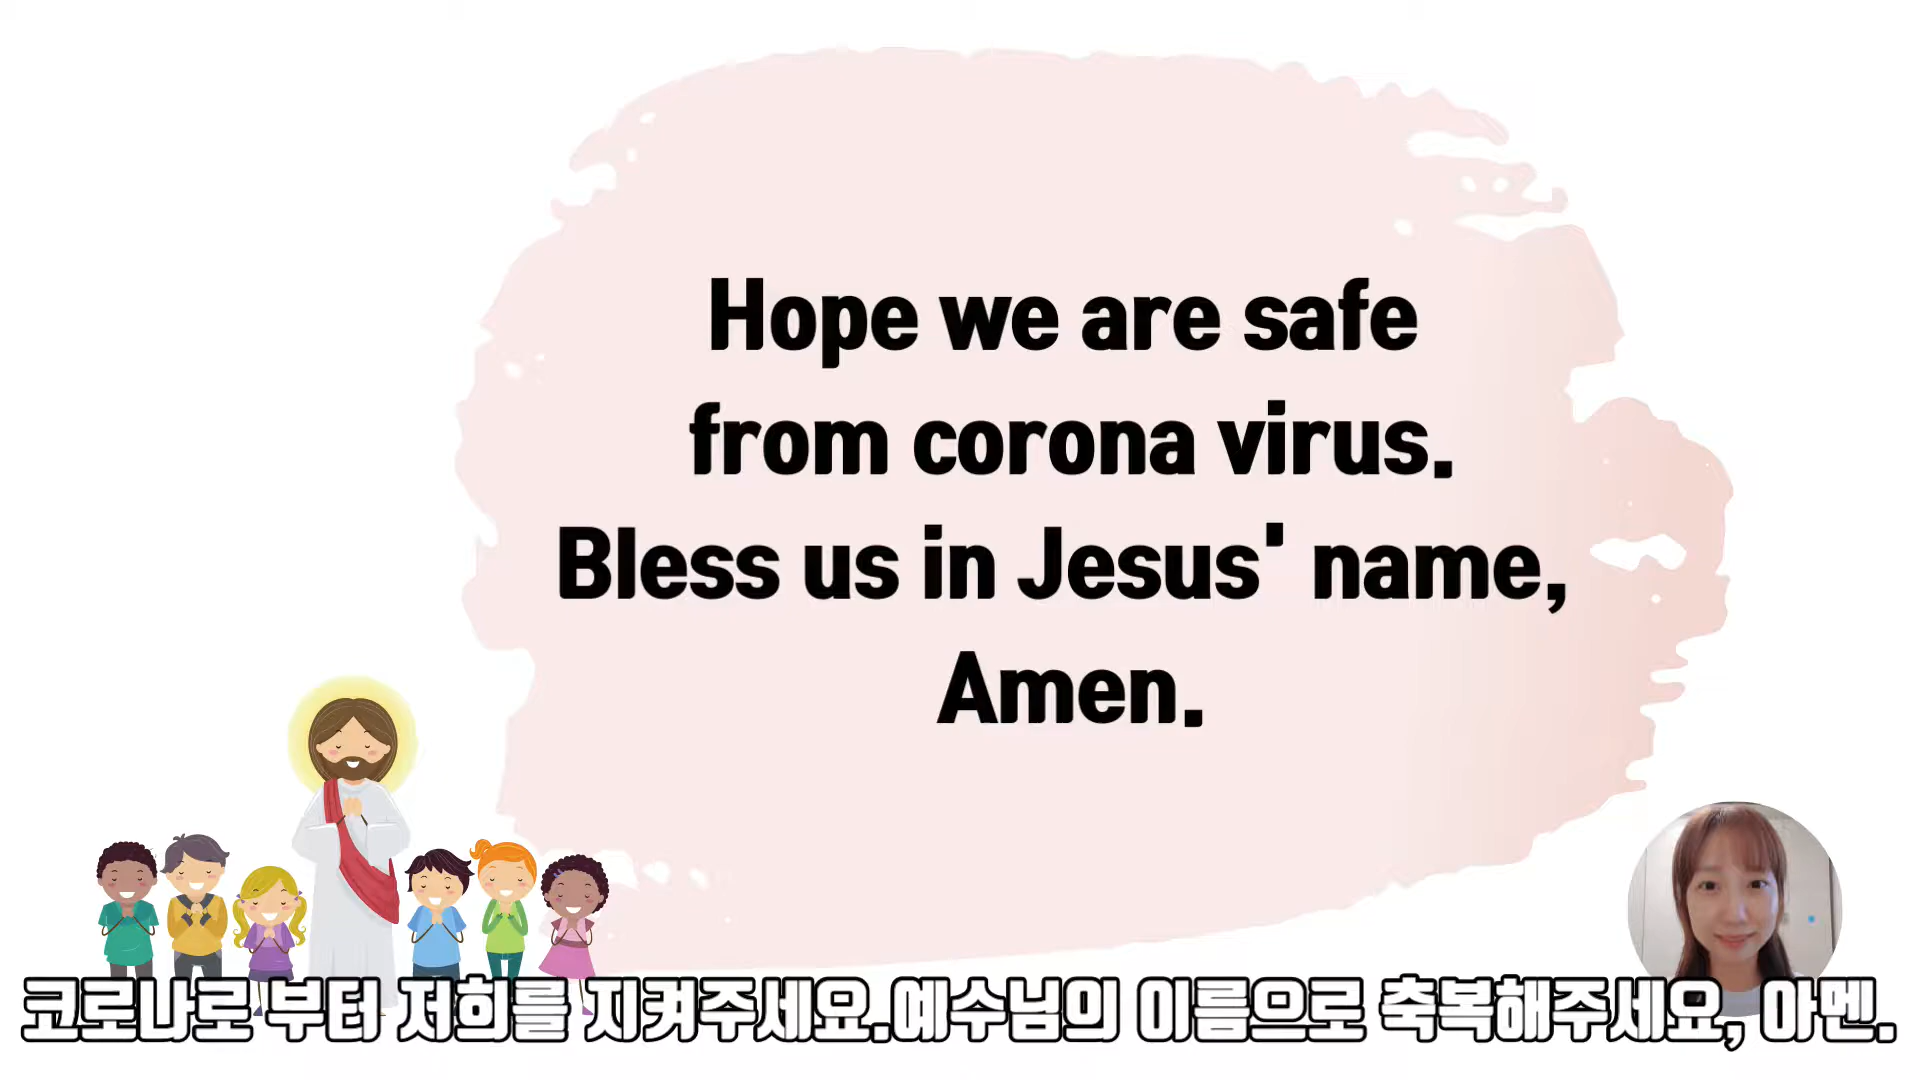 Hope we are safe
from corona virus.
Bless us in Jesus' name,
Amen.
코로나로 부터 저희를 지켜주세요.예수님의 이름으로 축복해주세요, 아멘.